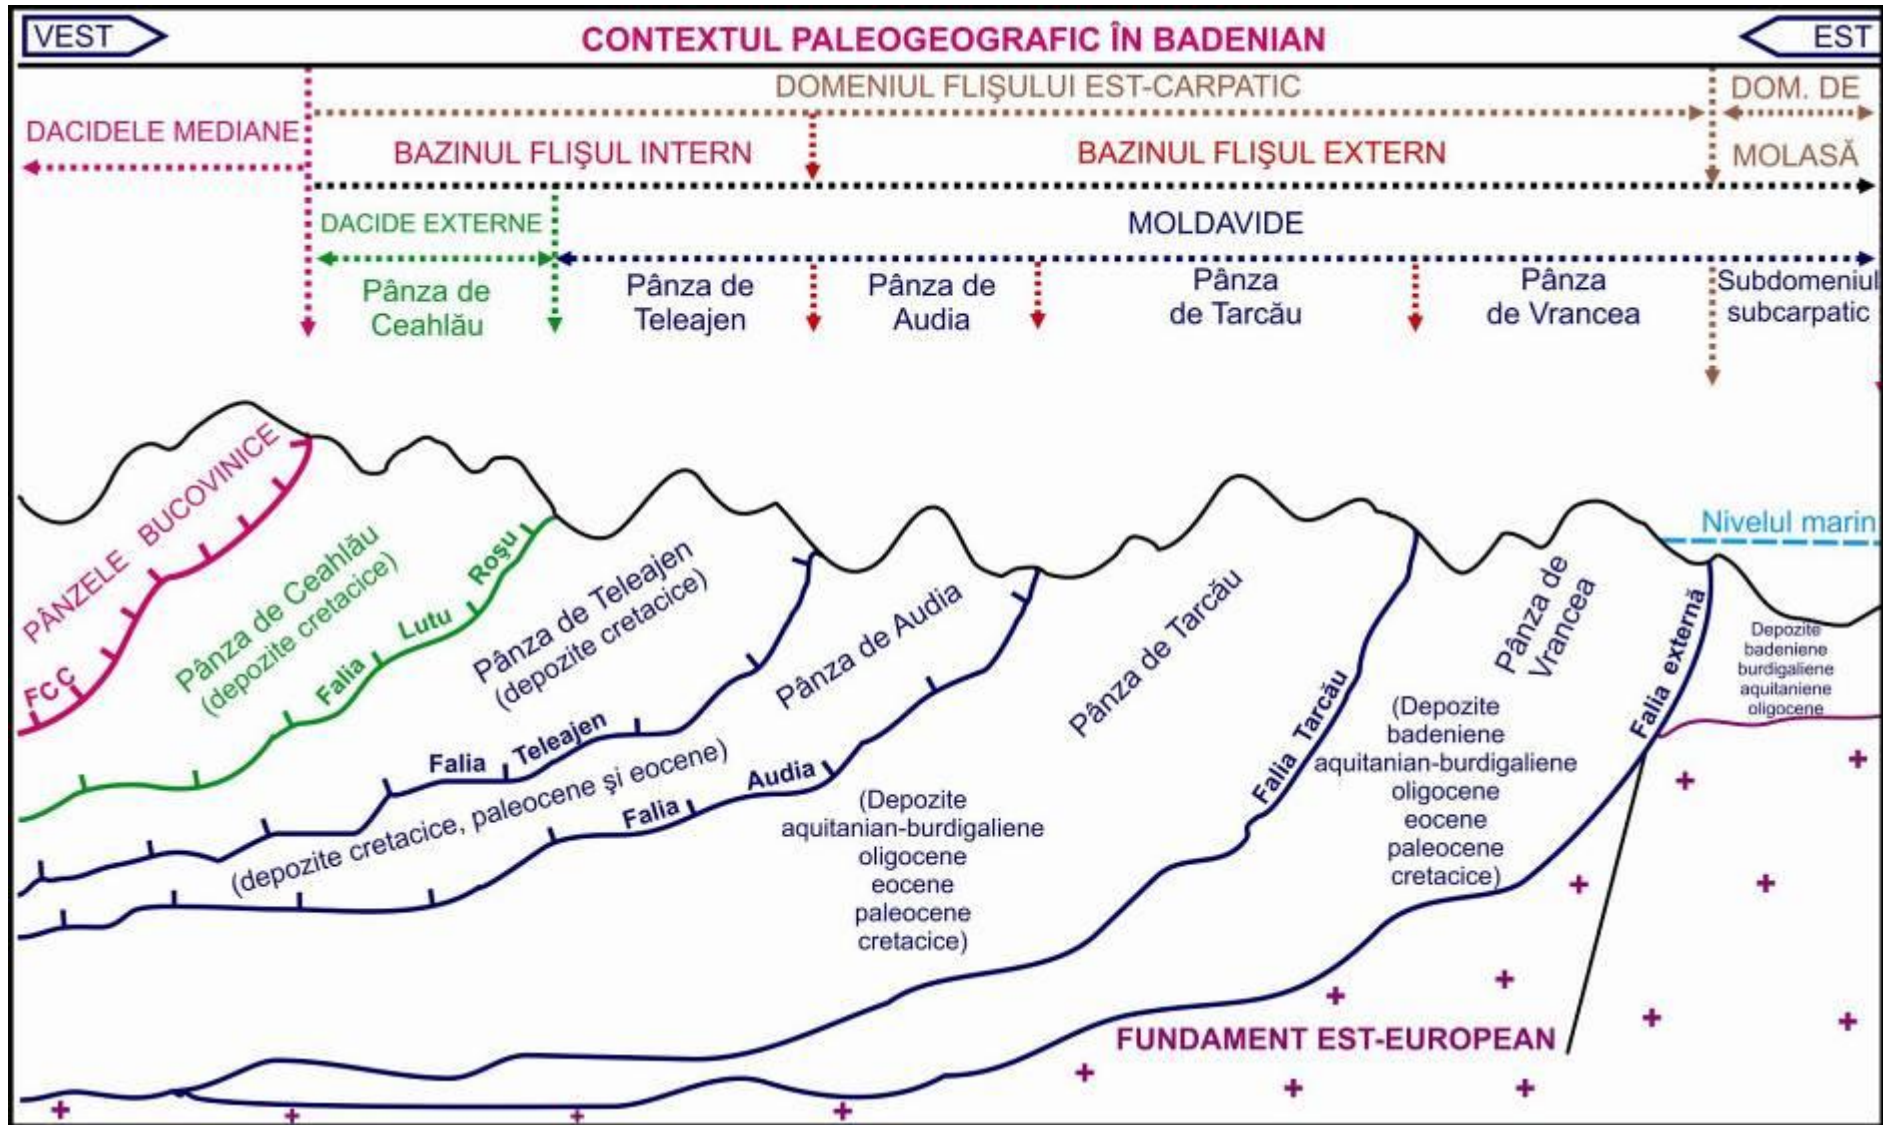 VEST
CONTEXTUL PALEOGEOGRAFIC ÎN BADENIAN
EST
DOMENIUL FLIŞULUI EST-CARPATIC
DOM. DE
MOLASĂ
DACIDELE MEDIANE
BAZINUL FLIŞUL INTERN
BAZINUL FLIŞUL EXTERN
DACIDE EXTERNE
MOLDAVIDE
Pânza de
Ceahlău
Pânza de
Teleajen
Pânza de
Audia
Pânza
de Tarcău
Pânza
de Vrancea
Subdomeniul
subcarpatic
PÂNZELE BUCOVINICE
FCC
Pânza de Ceahlău
(depozite cretacice)
Falia Lutu Roşu
Pânza de Teleajen
(depozite cretacice)
Falia Teleajen
Pânza de Audia
(depozite cretacice, paleocene şi eocene)
Falia Audia
Pânza de Tarcău
(Depozite
aquitanian-burdigaliene
oligocene
eocene
paleocene
cretacice)
Falia Tarcău
Pânza de
Vrancea
(Depozite
badeniene
aquitanian-burdigaliene
oligocene
eocene
paleocene
cretacice)
Falia externă
Nivelul marin
Depozite
badeniene
burdigaliene
aquitaniene
oligocene
FUNDAMENT EST-EUROPEAN